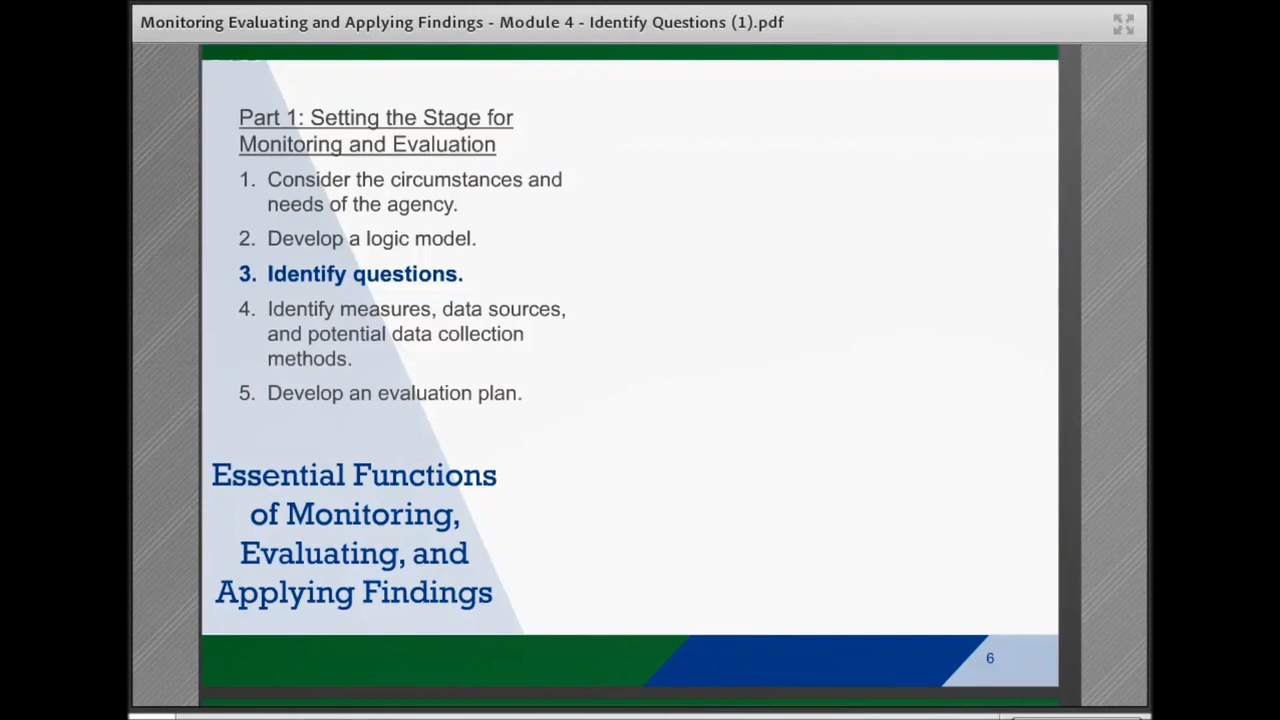 Monitoring Evaluating and Applying Findings - Module 4 - Identify Questions (1).pdf
Part 1: Setting the Stage for
Monitoring and Evaluation
1. Consider the circumstances and
needs of the agency.
2. Develop a logic model.
3. Identify questions.
4. Identify measures, data sources,
and potential data collection
methods.
5. Develop an evaluation plan.
Essential Functions
of Monitoring,
Evaluating, and
Applying Findings
6